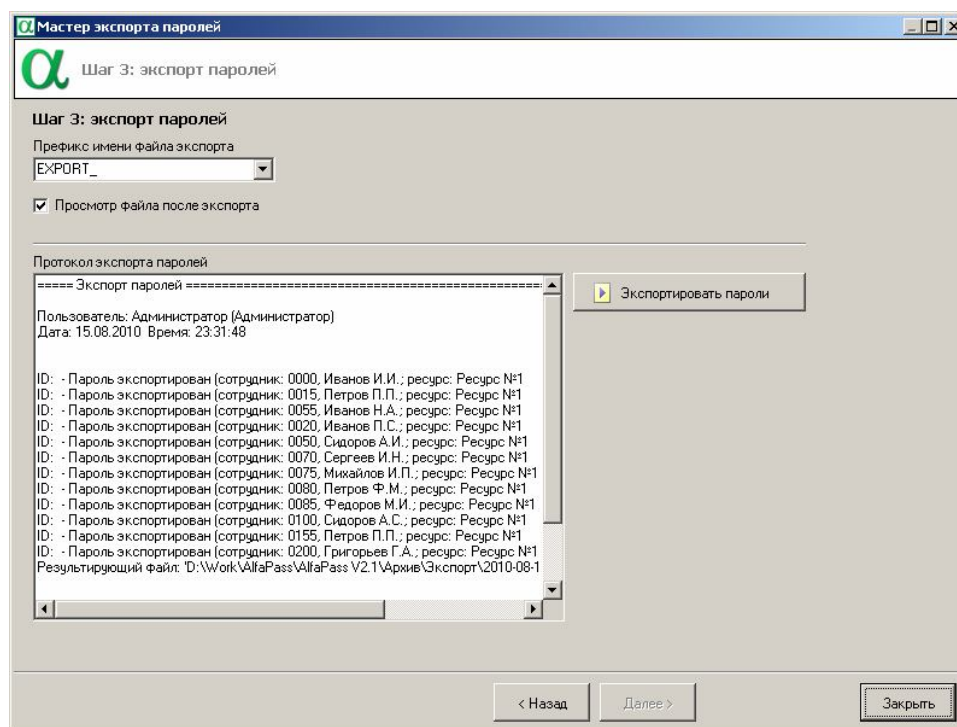 Мастер экспорта паролей
α Шаг 3: экспорт паролей
Шаг 3: экспорт паролей
Префикс имени файла экспорта
EXPORT_
Просмотр файла после экспорта
Протокол экспорта паролей
===== Экспорт паролей ==================================================
Экспортировать пароли
Пользователь: Администратор (Администратор)
Дата: 15.08.2010 Время: 23:31:48
ID: - Пароль экспортирован (сотрудник: 0000, Иванов И.И.; ресурс: Ресурс №1
ID: - Пароль экспортирован (сотрудник: 0015, Петров П.П.; ресурс: Ресурс №1
ID: - Пароль экспортирован (сотрудник: 0055, Иванов Н.А.; ресурс: Ресурс №1
ID: - Пароль экспортирован (сотрудник: 0020, Иванов П.С.; ресурс: Ресурс №1
ID: - Пароль экспортирован (сотрудник: 0050, Сидоров А.И.; ресурс: Ресурс №1
ID: - Пароль экспортирован (сотрудник: 0070, Сергеев И.Н.; ресурс: Ресурс №1
ID: - Пароль экспортирован (сотрудник: 0075, Михайлов И.П.; ресурс: Ресурс №1
ID: - Пароль экспортирован (сотрудник: 0080, Петров Ф.М.; ресурс: Ресурс №1
ID: - Пароль экспортирован (сотрудник: 0085, Федоров М.И.; ресурс: Ресурс №1
ID: - Пароль экспортирован (сотрудник: 0100, Сидоров А.С.; ресурс: Ресурс №1
ID: - Пароль экспортирован (сотрудник: 0155, Петров П.П.; ресурс: Ресурс №1
ID: - Пароль экспортирован (сотрудник: 0200, Григорьев Г.А.; ресурс: Ресурс №1
Результирующий файл: 'D:\Work\AlfaPass\AlfaPass V2.1\Архив\Экспорт\2010-08-1
< Назад
Далее >
Закрыть